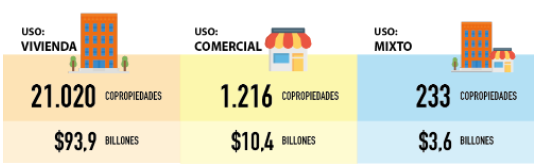 USO:
VIVIENDA
21.020 COPROPIEDADES
$93,9 BILLONES
USO:
COMERCIAL
1.216 COPROPIEDADES
$10,4 BILLONES
USO:
MIXTO
233 COPROPIEDADES
$3,6 BILLONES